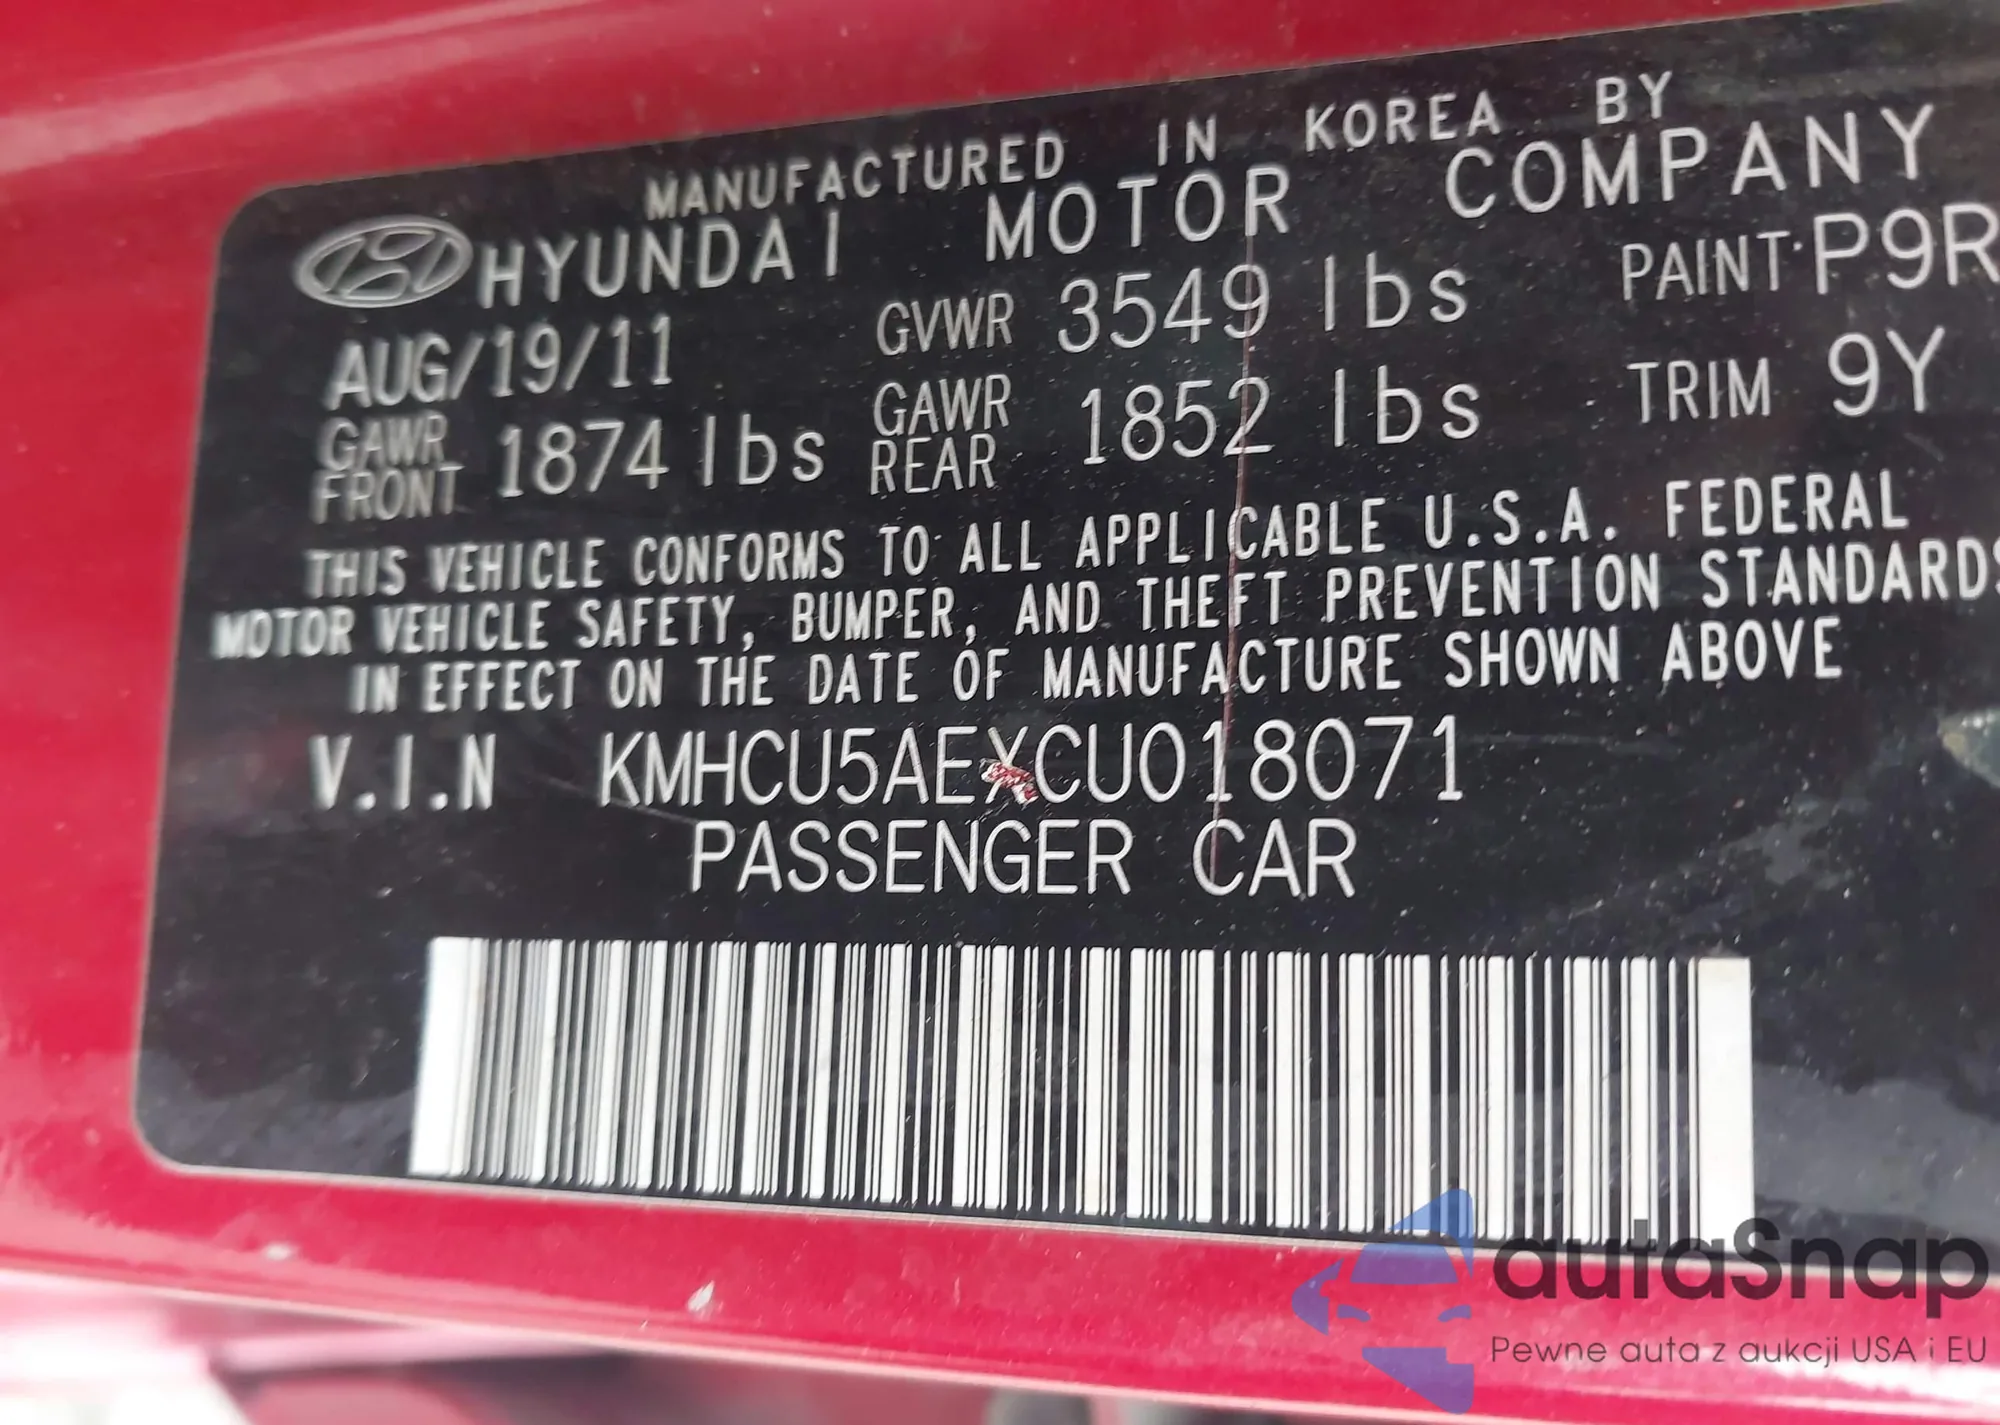 MANUFACTURED IN KOREA BY
HYUNDAI MOTOR COMPANY
AUG/19/11 GVWR 3549 lbs PAINT P9R
GAWR FRONT 1874 lbs GAWR REAR 1852 lbs TRIM 9Y
THIS VEHICLE CONFORMS TO ALL APPLICABLE U.S.A. FEDERAL
MOTOR VEHICLE SAFETY, BUMPER, AND THEFT PREVENTION STANDARDS
IN EFFECT ON THE DATE OF MANUFACTURE SHOWN ABOVE
V.I.N KMHCU5AEXCU018071
PASSENGER CAR
autaSnap
Pewne auta z aukcji USA i EU